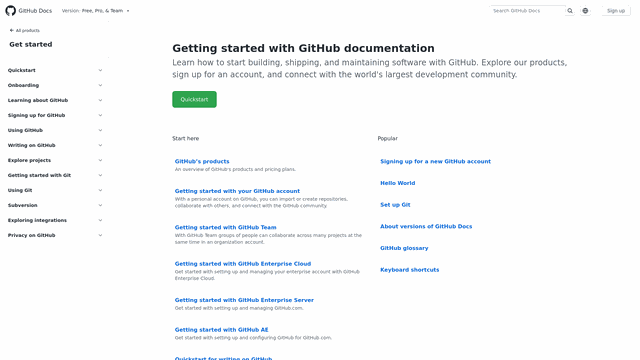 GitHub Docs
Version: Free, Pro, & Team
Search GitHub Docs
Sign up
All products
Get started
Quickstart
Onboarding
Learning about GitHub
Signing up for GitHub
Using GitHub
Writing on GitHub
Explore projects
Getting started with Git
Using Git
Subversion
Exploring integrations
Privacy on GitHub
Getting started with GitHub documentation
Learn how to start building, shipping, and maintaining software with GitHub. Explore our products,
sign up for an account, and connect with the world's largest development community.
Quickstart
Start here
GitHub's products
An overview of GitHub's products and pricing plans.
Getting started with your GitHub account
With a personal account on GitHub, you can import or create repositories,
collaborate with others, and connect with the GitHub community.
Getting started with GitHub Team
With GitHub Team groups of people can collaborate across many projects at the
same time in an organization account.
Getting started with GitHub Enterprise Cloud
Get started with setting up and managing your enterprise account with GitHub
Enterprise Cloud.
Getting started with GitHub Enterprise Server
Get started with setting up and managing GitHub.com.
Getting started with GitHub AE
Get started with setting up and configuring GitHub for GitHub.com.
Quickstart for writing on GitHub
Popular
Signing up for a new GitHub account
Hello World
Set up Git
About versions of GitHub Docs
GitHub glossary
Keyboard shortcuts